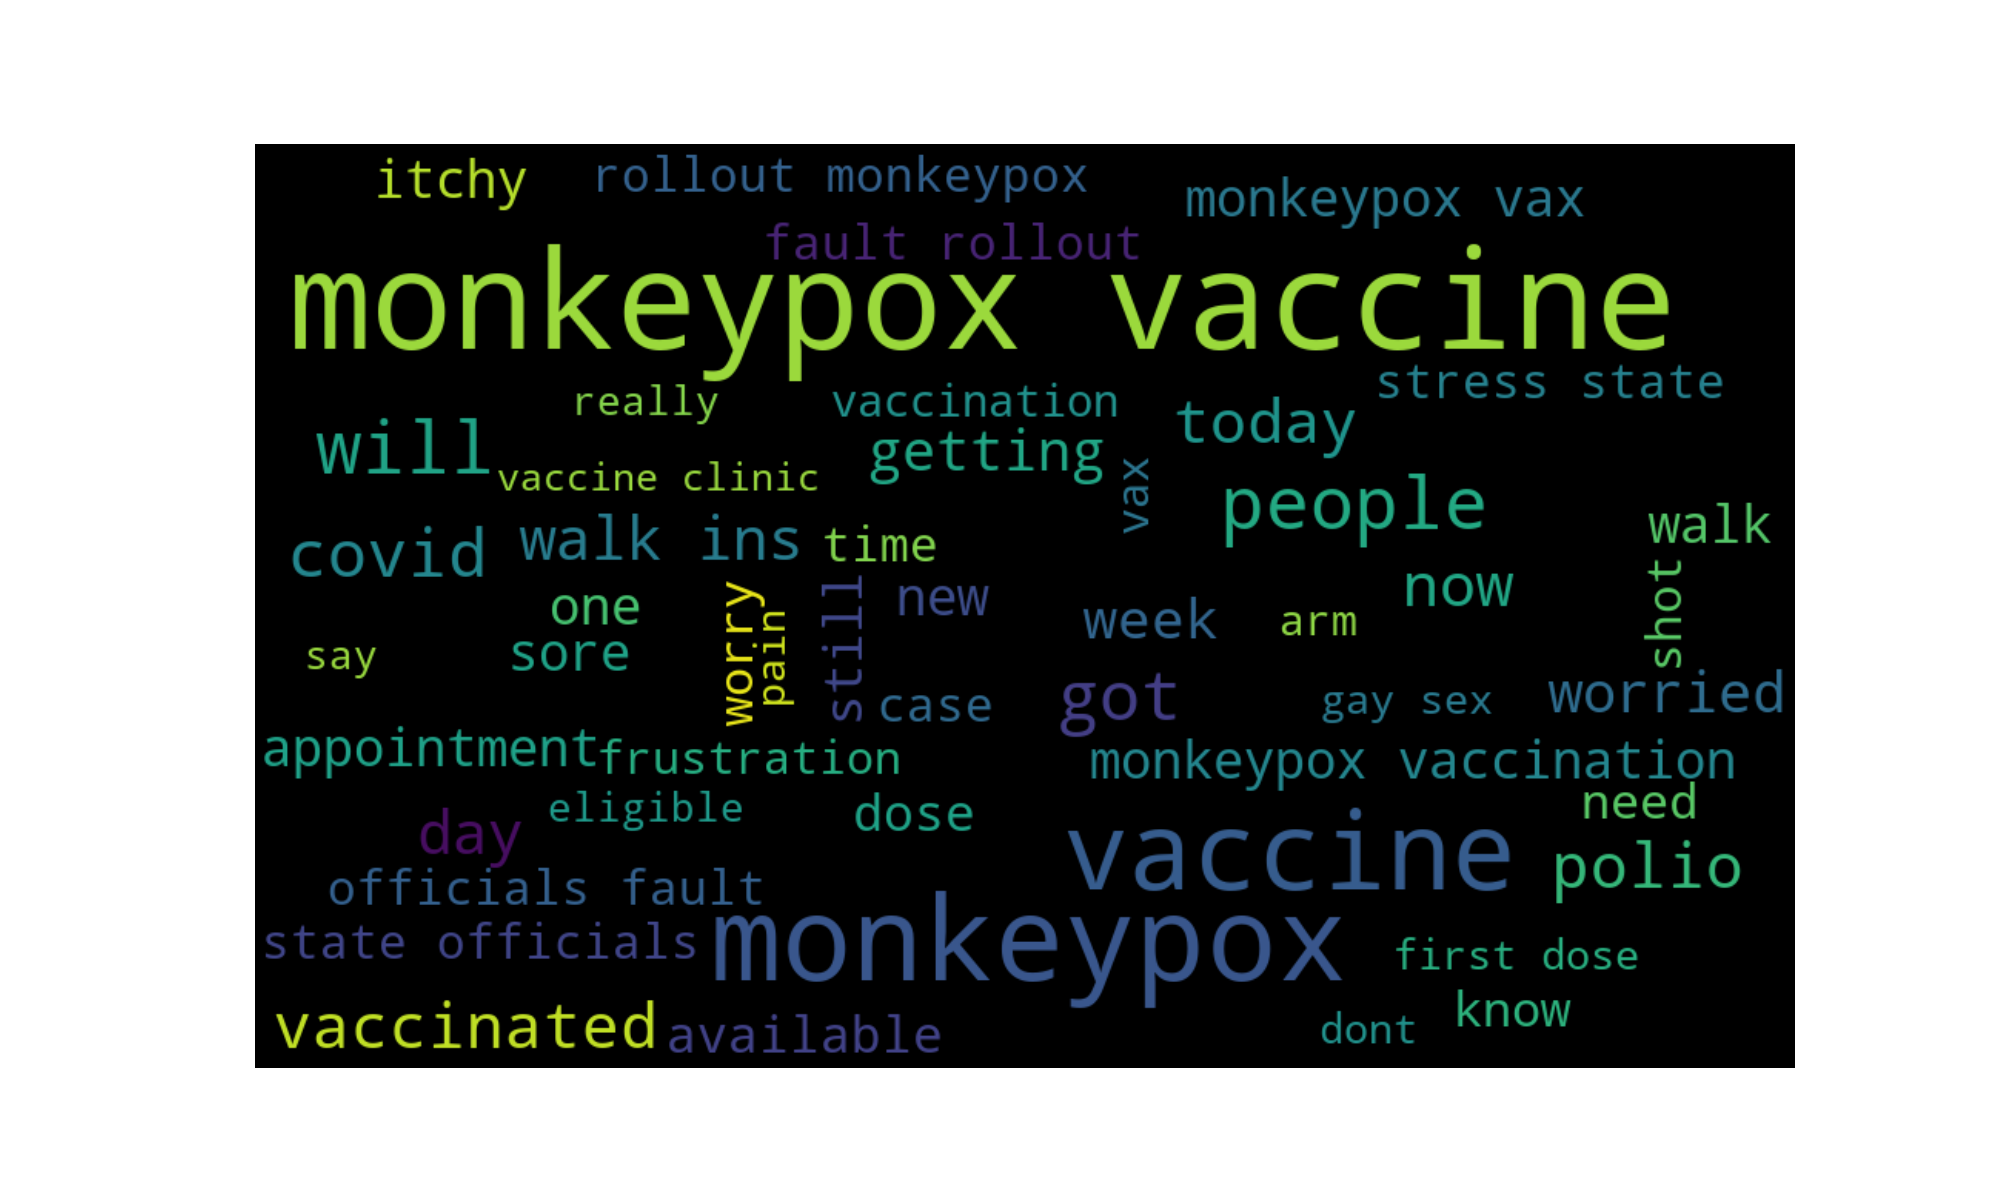 itchy
rollout monkeypox
monkeypox vax
fault rollout
monkeypox vaccine
really
vaccination
stress state
will
today
getting
vaccine clinic
vax
people
covid
walk ins
time
walk
shot
one
worry
pain
still
new
week
arm
now
say
sore
case
got
gay sex
worried
appointment
frustration
monkeypox vaccination
day
eligible
dose
vaccine
need
polio
officials fault
state officials
monkeypox
first dose
vaccinated
available
dont
know